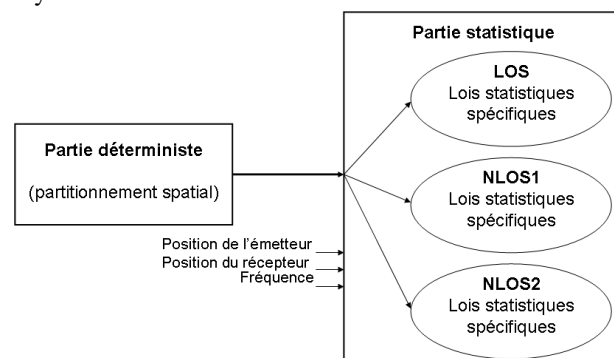 Partie statistique
LOS
Lois statistiques
spécifiques
Partie déterministe
(partitionnement spatial)
NLOS1
Lois statistiques
spécifiques
Position de l'émetteur
Position du récepteur
Fréquence
NLOS2
Lois statistiques
spécifiques